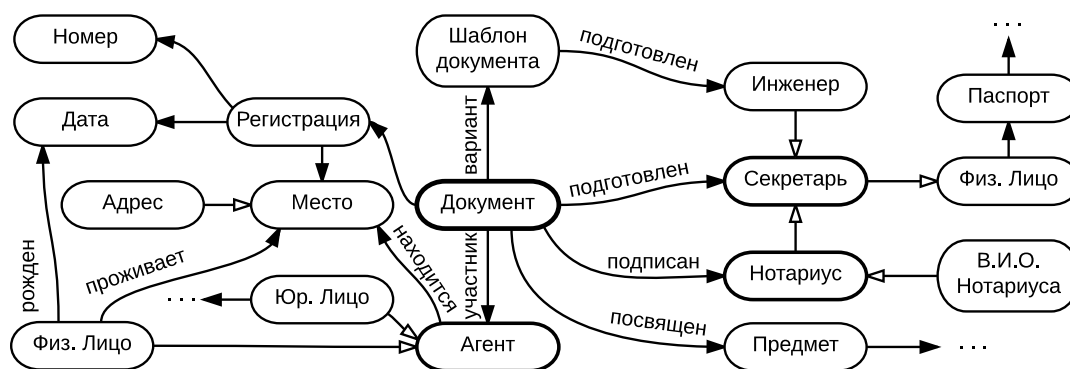 Номер
Шаблон
документа
подготовлен
. . .
Инженер
Паспорт
Дата
Регистрация
вариант
Адрес
Место
Документ
подготовлен
Секретарь
Физ. Лицо
рожден
проживает
находится
участник
подписан
Нотариус
В.И.О.
Нотариуса
. . .
Юр. Лицо
посвящен
Физ. Лицо
Агент
Предмет
. . .